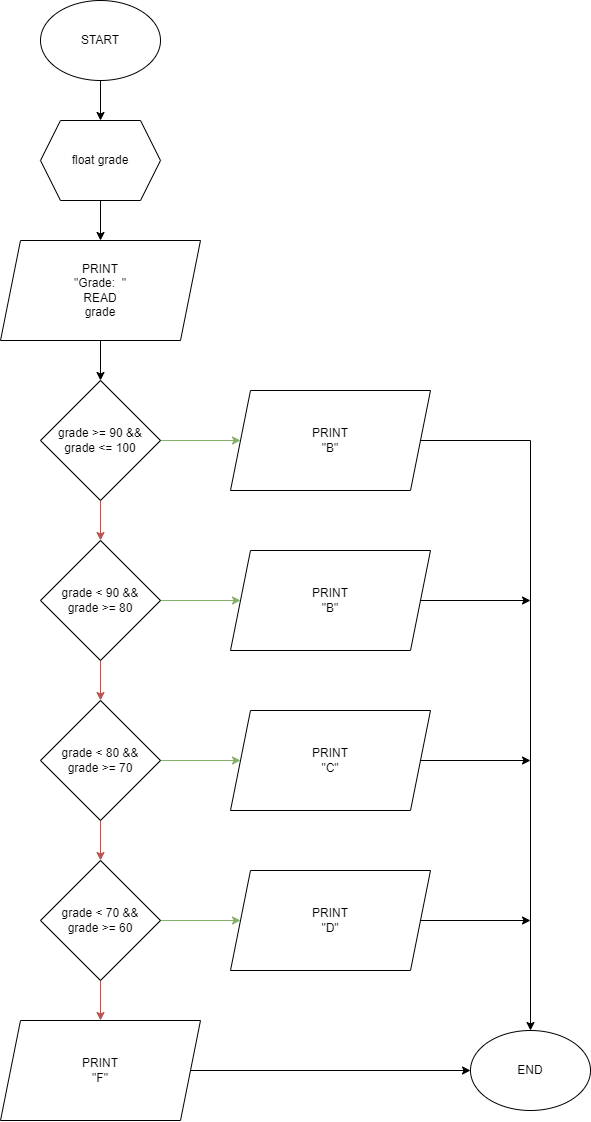 START
float grade
PRINT
"Grade:  "
READ
grade
grade >= 90 &&
grade <= 100
PRINT
"B"
grade < 90 &&
grade >= 80
PRINT
"B"
grade < 80 &&
grade >= 70
PRINT
"C"
grade < 70 &&
grade >= 60
PRINT
"D"
PRINT
"F"
END